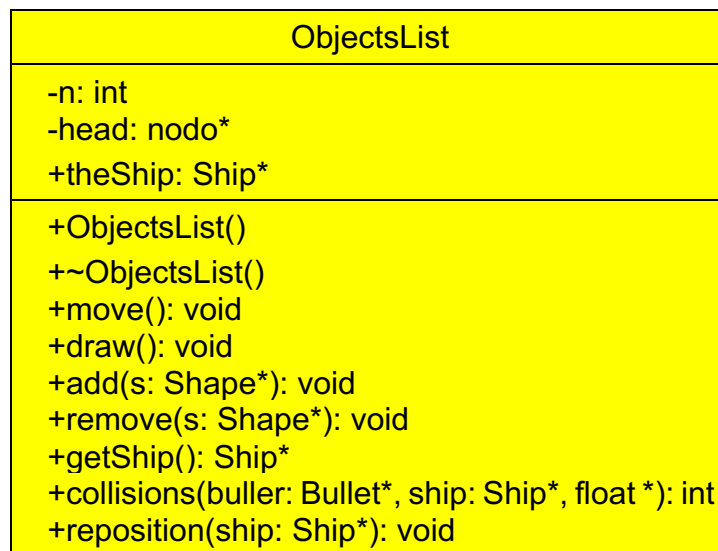 ObjectsList
-n: int
-head: nodo*
+theShip: Ship*
+ObjectsList()
+~ObjectsList()
+move(): void
+draw(): void
+add(s: Shape*): void
+remove(s: Shape*): void
+getShip(): Ship*
+collisions(buller: Bullet*, ship: Ship*, float *): int
+reposition(ship: Ship*): void